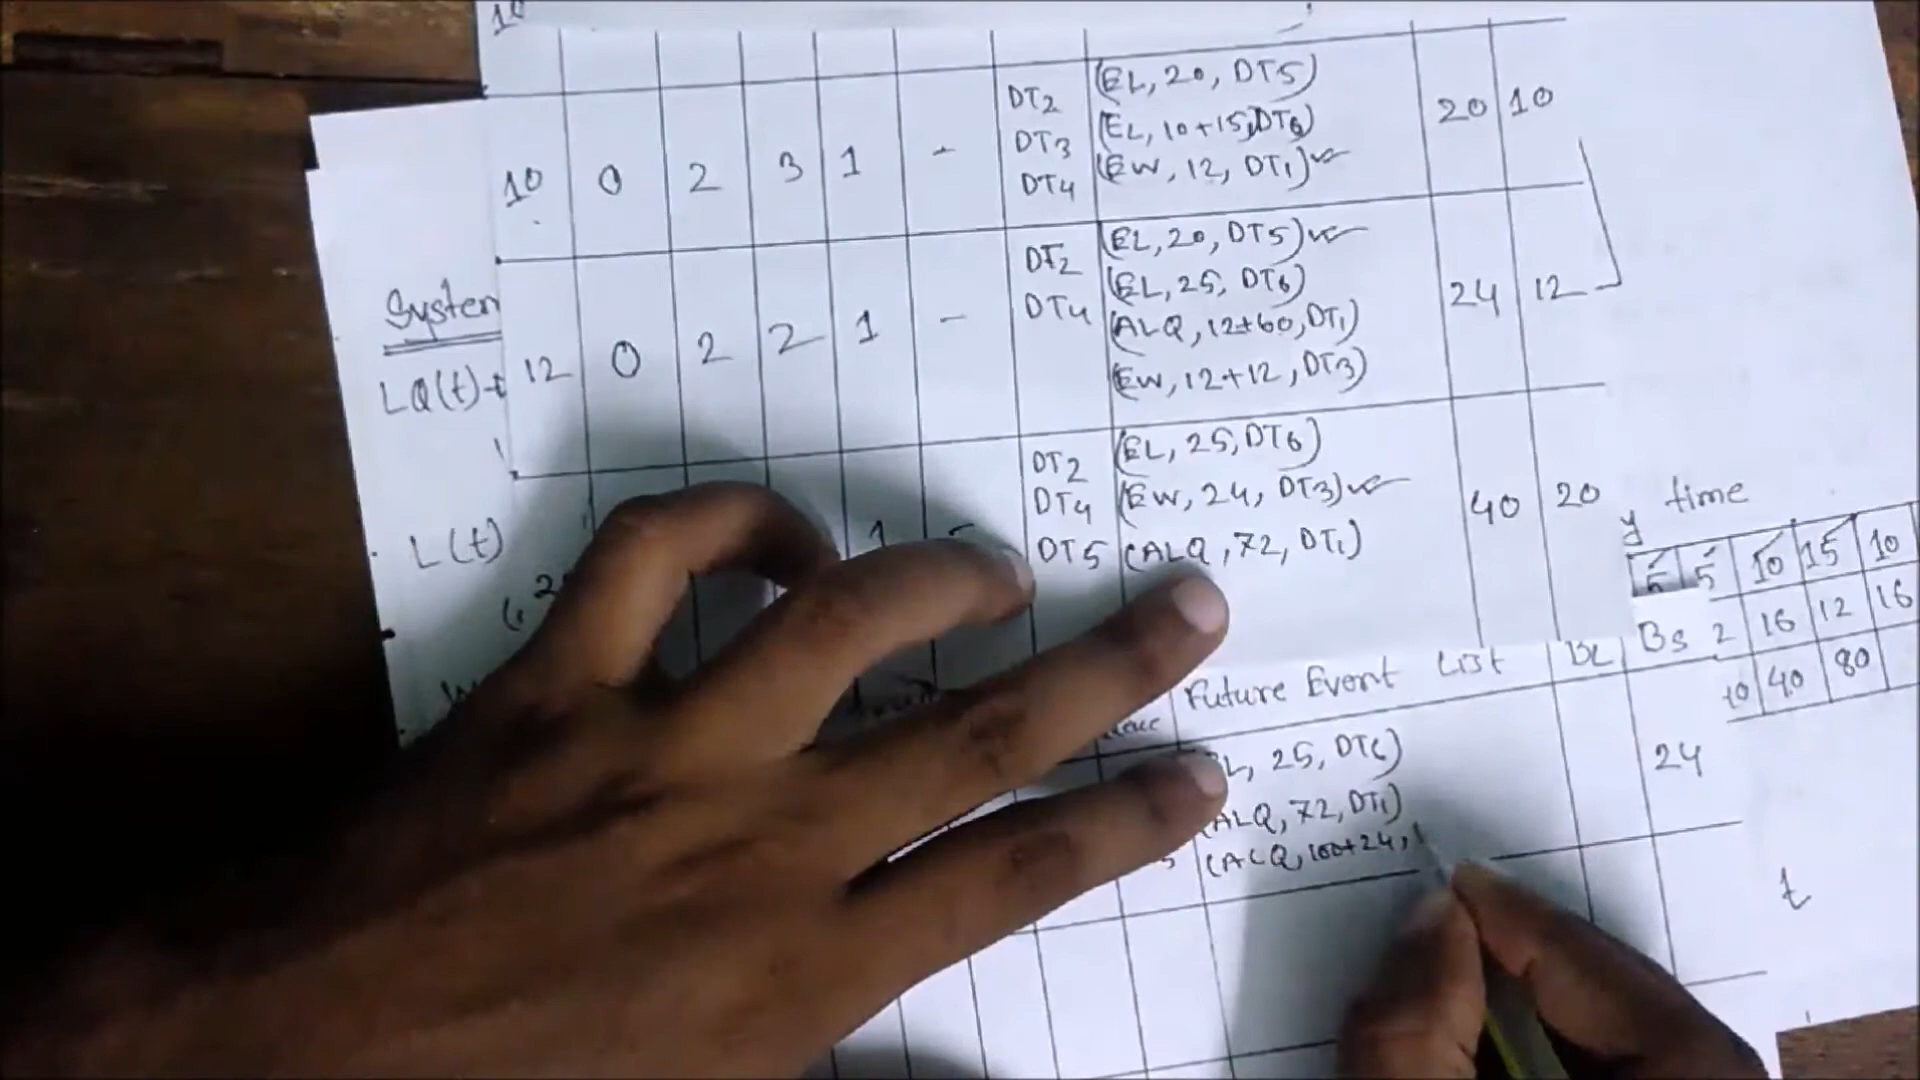 10
DT2 (EL, 20, DT5)
DT3 (EL, 10+15, DT6) 20 10
10 0 2 3 1 - DT4 (EW, 12, DT1)
DT2 (EL, 20, DT5)
DT4 (EL, 25, DT6) 24 12
12 0 2 2 1 - (ALQ, 12+60, DT1)
(EW, 12+12, DT3)
System
LQ(t)
L(t)
DT2 (EL, 25, DT6)
DT4 (EW, 24, DT3) 40 20
1 - DT5 (ALQ, 72, DT1)
time
5 5 10 15 10
2 16 12 16
40 80
Future Event List BL Bs
L, 25, DT6) 24
(ALQ, 72, DT1)
(ALQ, 100+24,
t